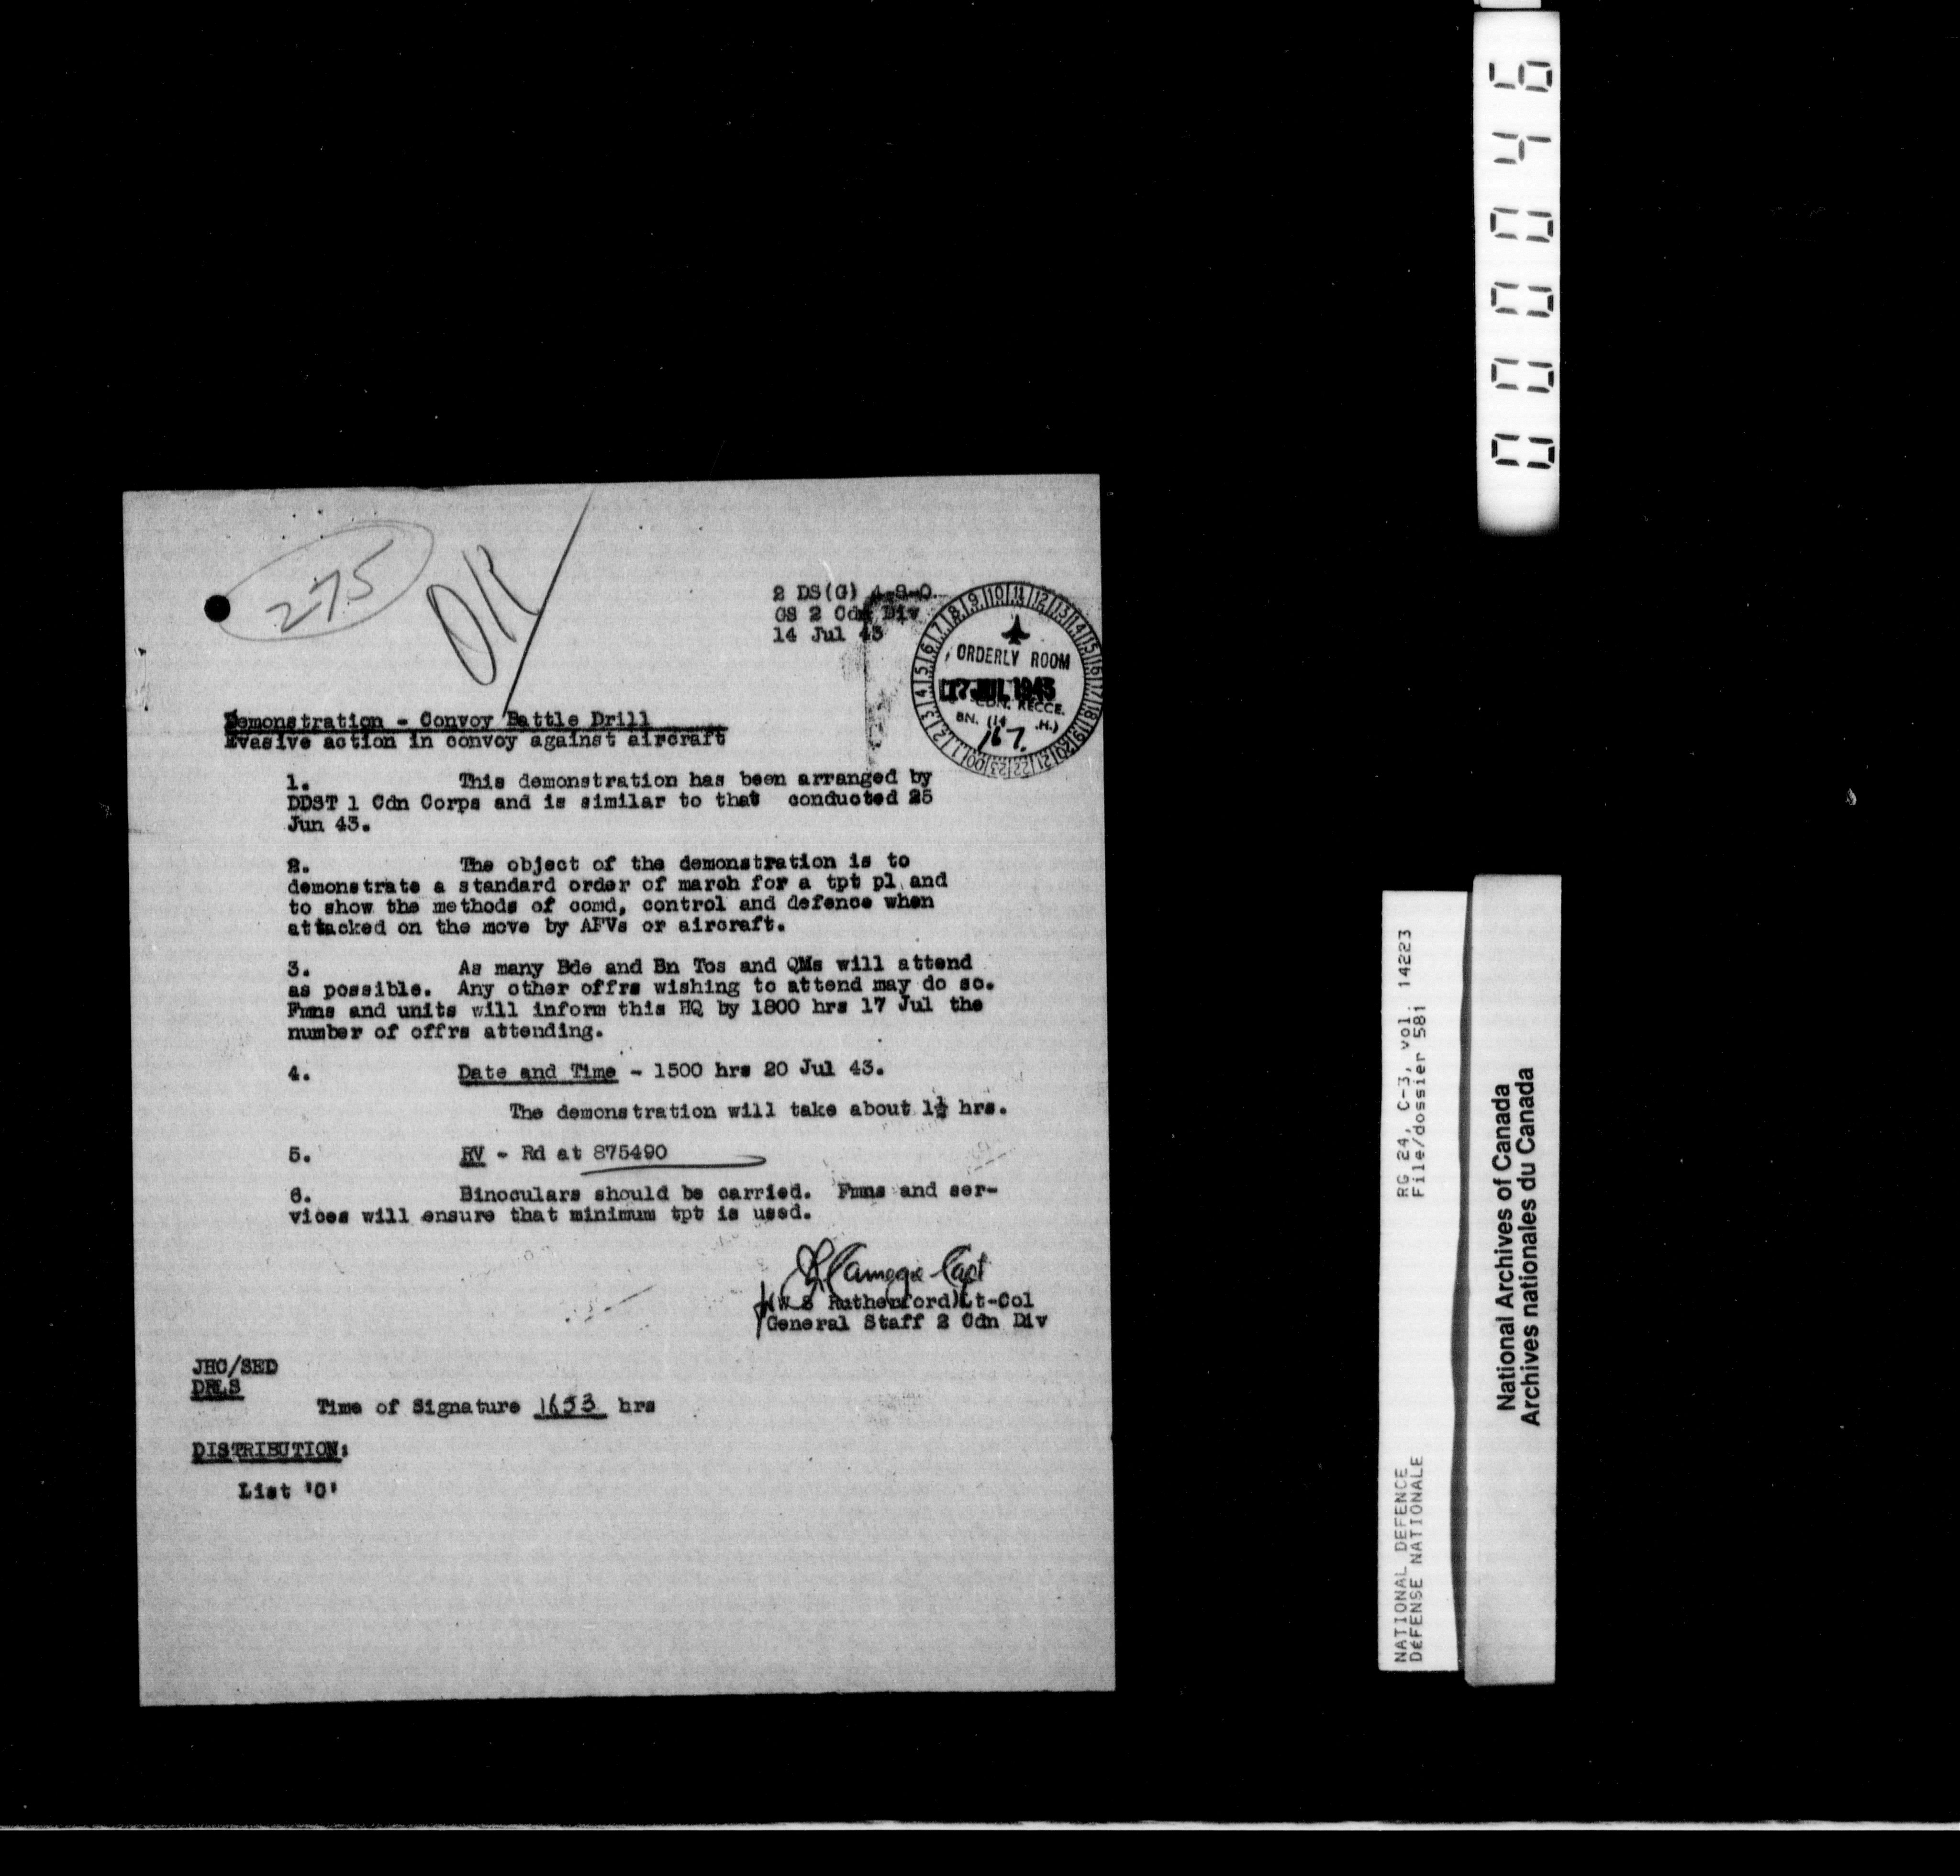 275
OK
2 DS(G) 4-8-0
GS 2 Cdn Div
14 Jul 43
ORDERLY ROOM
17 JUL 1943
CDN. RECCE.
BN. (14 .H.)
167.
Demonstration - Convoy Battle Drill
Evasive action in convoy against aircraft
1. This demonstration has been arranged by
DDST 1 Cdn Corps and is similar to that conducted 25
Jun 43.
2. The object of the demonstration is to
demonstrate a standard order of march for a tpt pl and
to show the methods of comd, control and defence when
attacked on the move by AFVs or aircraft.
3. As many Bde and Bn Tos and QMs will attend
as possible. Any other offrs wishing to attend may do so.
Fmns and units will inform this HQ by 1800 hrs 17 Jul the
number of offrs attending.
4. Date and Time - 1500 hrs 20 Jul 43.
The demonstration will take about 1½ hrs.
5. RV - Rd at 875490
6. Binoculars should be carried. Fmns and ser-
vices will ensure that minimum tpt is used.
Carnegie Capt
(W S Rutherford)Lt-Col
General Staff 2 Cdn Div
JHC/SED
DRLS
Time of Signature 1653 hrs
DISTRIBUTION:
List 'C'
000046
RG 24, C-3, vol. 14223
File/dossier 581
NATIONAL DEFENCE
DéFENSE NATIONALE
National Archives of Canada
Archives nationales du Canada